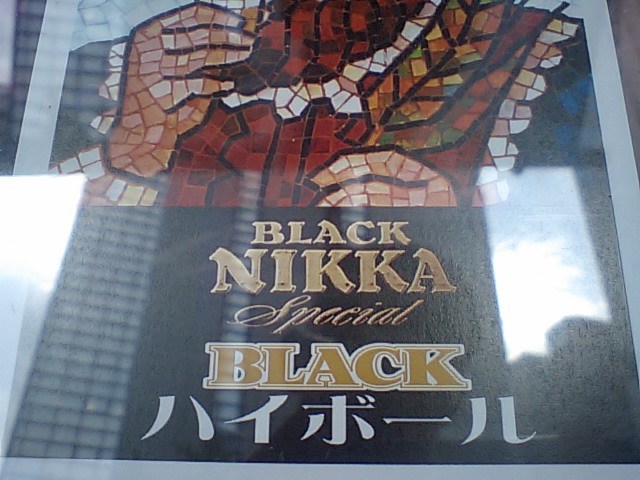 BLACK
NIKKA
Special
BLACK
ハイボール